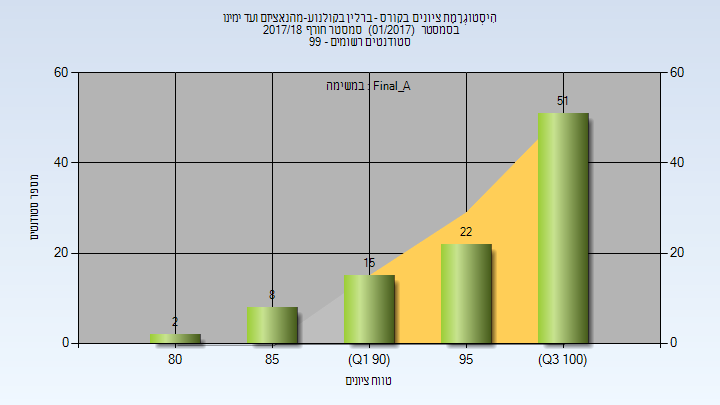 הִיסְטוֹגְרָמַת ציונים בקורס - ברלין בקולנוע-מהנאציזם ועד ימינו
בסמסטר (01/2017) סמסטר חורף 2017/18
סטודנטים רשומים - 99
במשימה : Final_A
60 60
40 40
20 20
0 0
2 8 15 22 51
80 85 (Q1 90) 95 (Q3 100)
מספר סטודנטים
טווח ציונים